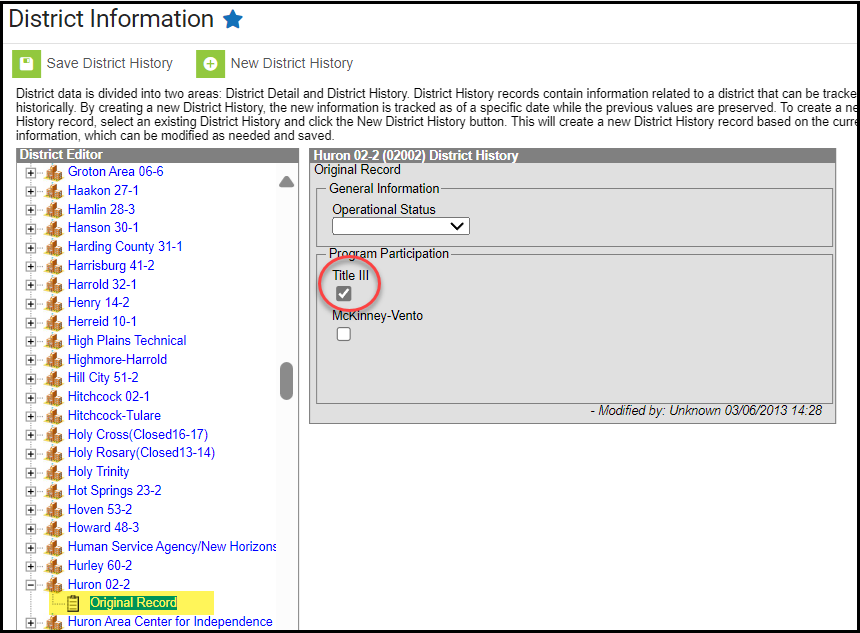 District Information
Save District History
New District History
District data is divided into two areas: District Detail and District History. District History records contain information related to a district that can be tracke
historically. By creating a new District History, the new information is tracked as of a specific date while the previous values are preserved. To create a ne
History record, select an existing District History and click the New District History button. This will create a new District History record based on the curre
information, which can be modified as needed and saved.
District Editor
Groton Area 06-6
Haakon 27-1
Hamlin 28-3
Hanson 30-1
Harding County 31-1
Harrisburg 41-2
Harrold 32-1
Henry 14-2
Herreid 10-1
High Plains Technical
Highmore-Harrold
Hill City 51-2
Hitchcock 02-1
Hitchcock-Tulare
Holy Cross(Closed16-17)
Holy Rosary(Closed13-14)
Holy Trinity
Hot Springs 23-2
Hoven 53-2
Howard 48-3
Human Service Agency/New Horizons
Hurley 60-2
Huron 02-2
Original Record
Huron Area Center for Independence
Huron 02-2 (02002) District History
Original Record
General Information
Operational Status
Program Participation
Title III
McKinney-Vento
- Modified by: Unknown 03/06/2013 14:28